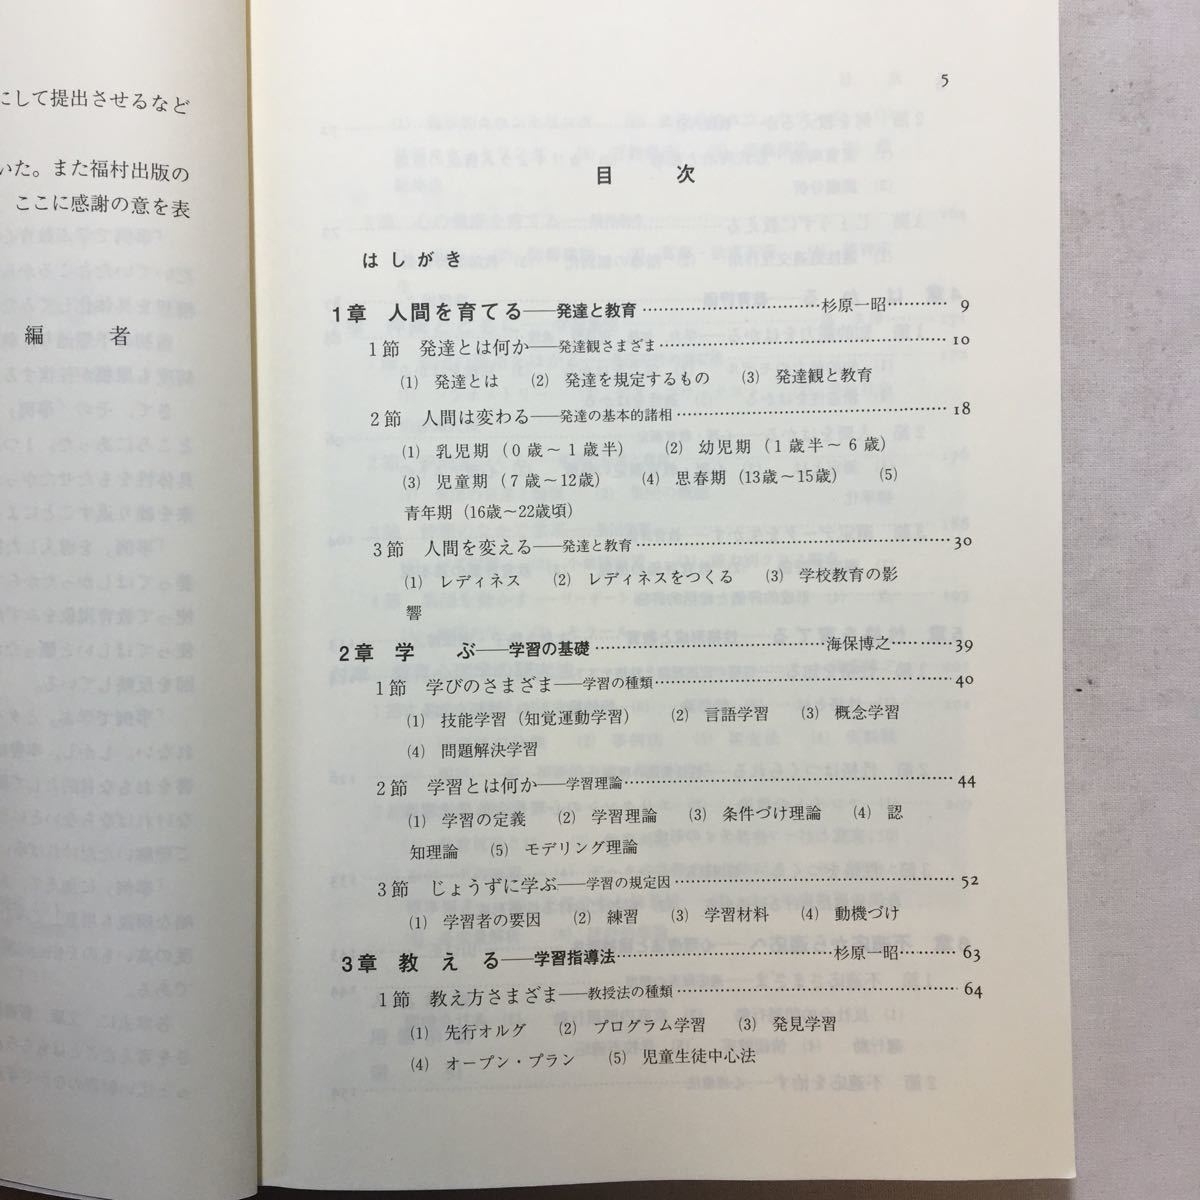 にして提出させるなど
いた。また福村出版の
ここに感謝の意を表
編者
5
目次
はしがき
1章 人間を育てる——発達と教育…………杉原一昭……9
1節 発達とは何か——発達観さまざま…………10
(1) 発達とは (2) 発達を規定するもの (3) 発達観と教育
2節 人間は変わる——発達の基本的諸相…………18
(1) 乳児期(0歳～1歳半) (2) 幼児期(1歳半～6歳)
(3) 児童期(7歳～12歳) (4) 思春期(13歳～15歳) (5)
青年期(16歳～22歳頃)
3節 人間を変える——発達と教育…………30
(1) レディネス (2) レディネスをつくる (3) 学校教育の影
響
2章 学ぶ——学習の基礎…………海保博之……39
1節 学びのさまざま——学習の種類…………40
(1) 技能学習(知覚運動学習) (2) 言語学習 (3) 概念学習
(4) 問題解決学習
2節 学習とは何か——学習理論…………44
(1) 学習の定義 (2) 学習理論 (3) 条件づけ理論 (4) 認
知理論 (5) モデリング理論
3節 じょうずに学ぶ——学習の規定因…………52
(1) 学習者の要因 (2) 練習 (3) 学習材料 (4) 動機づけ
3章 教える——学習指導法…………杉原一昭……63
1節 教え方さまざま——教授法の種類…………64
(1) 先行オルグ (2) プログラム学習 (3) 発見学習
(4) オープン・プラン (5) 児童生徒中心法